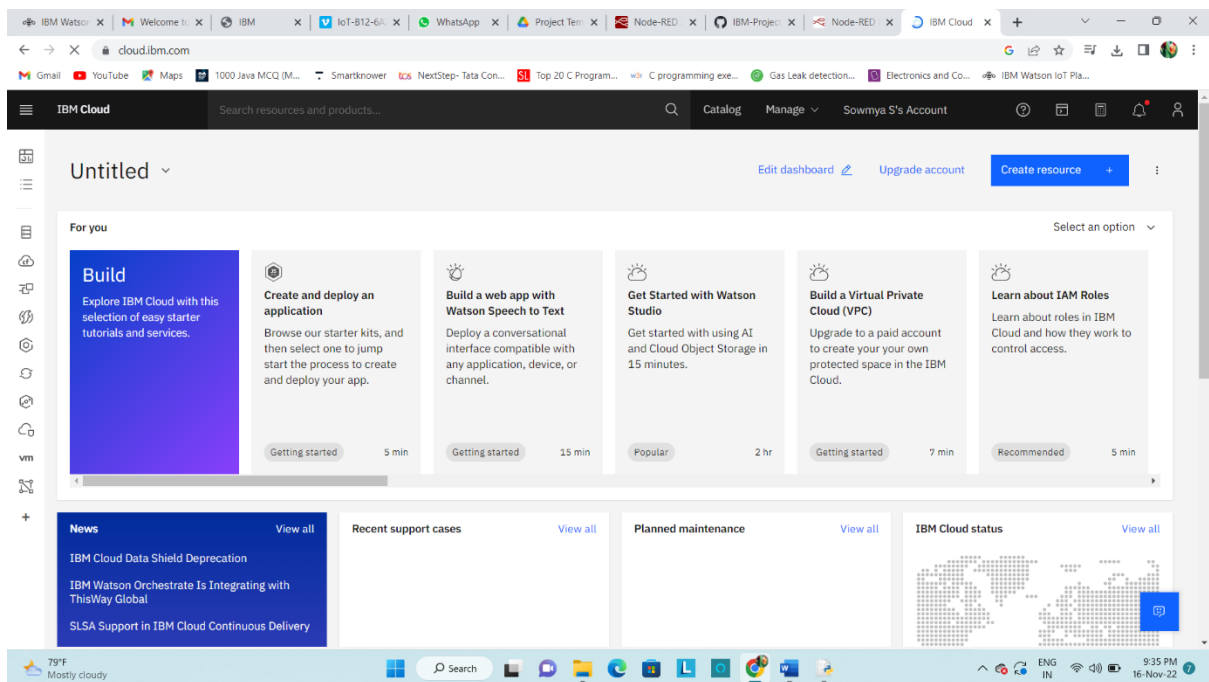 IBM Watson
Welcome to
IBM
IoT-B12-6A
WhatsApp
Project Tem
Node-RED
IBM-Project
Node-RED
IBM Cloud
cloud.ibm.com
Gmail
YouTube
Maps
1000 Java MCQ (M...
Smartknower
tcs NextStep- Tata Con...
SL Top 20 C Program...
w3r C programming exe...
Gas Leak detection...
Electronics and Co...
IBM Watson IoT Pla...
IBM Cloud
Search resources and products...
Catalog
Manage
Sowmya S's Account
Untitled
Edit dashboard
Upgrade account
Create resource +
For you
Select an option
Build
Explore IBM Cloud with this
selection of easy starter
tutorials and services.
Create and deploy an
application
Browse our starter kits, and
then select one to jump
start the process to create
and deploy your app.
Getting started 5 min
Build a web app with
Watson Speech to Text
Deploy a conversational
interface compatible with
any application, device, or
channel.
Getting started 15 min
Get Started with Watson
Studio
Get started with using AI
and Cloud Object Storage in
15 minutes.
Popular 2 hr
Build a Virtual Private
Cloud (VPC)
Upgrade to a paid account
to create your your own
protected space in the IBM
Cloud.
Getting started 7 min
Learn about IAM Roles
Learn about roles in IBM
Cloud and how they work to
control access.
Recommended 5 min
vm
News View all
IBM Cloud Data Shield Deprecation
IBM Watson Orchestrate Is Integrating with
ThisWay Global
SLSA Support in IBM Cloud Continuous Delivery
Recent support cases View all
Planned maintenance View all
IBM Cloud status View all
79°F
Mostly cloudy
Search
ENG
IN
9:35 PM
16-Nov-22
7